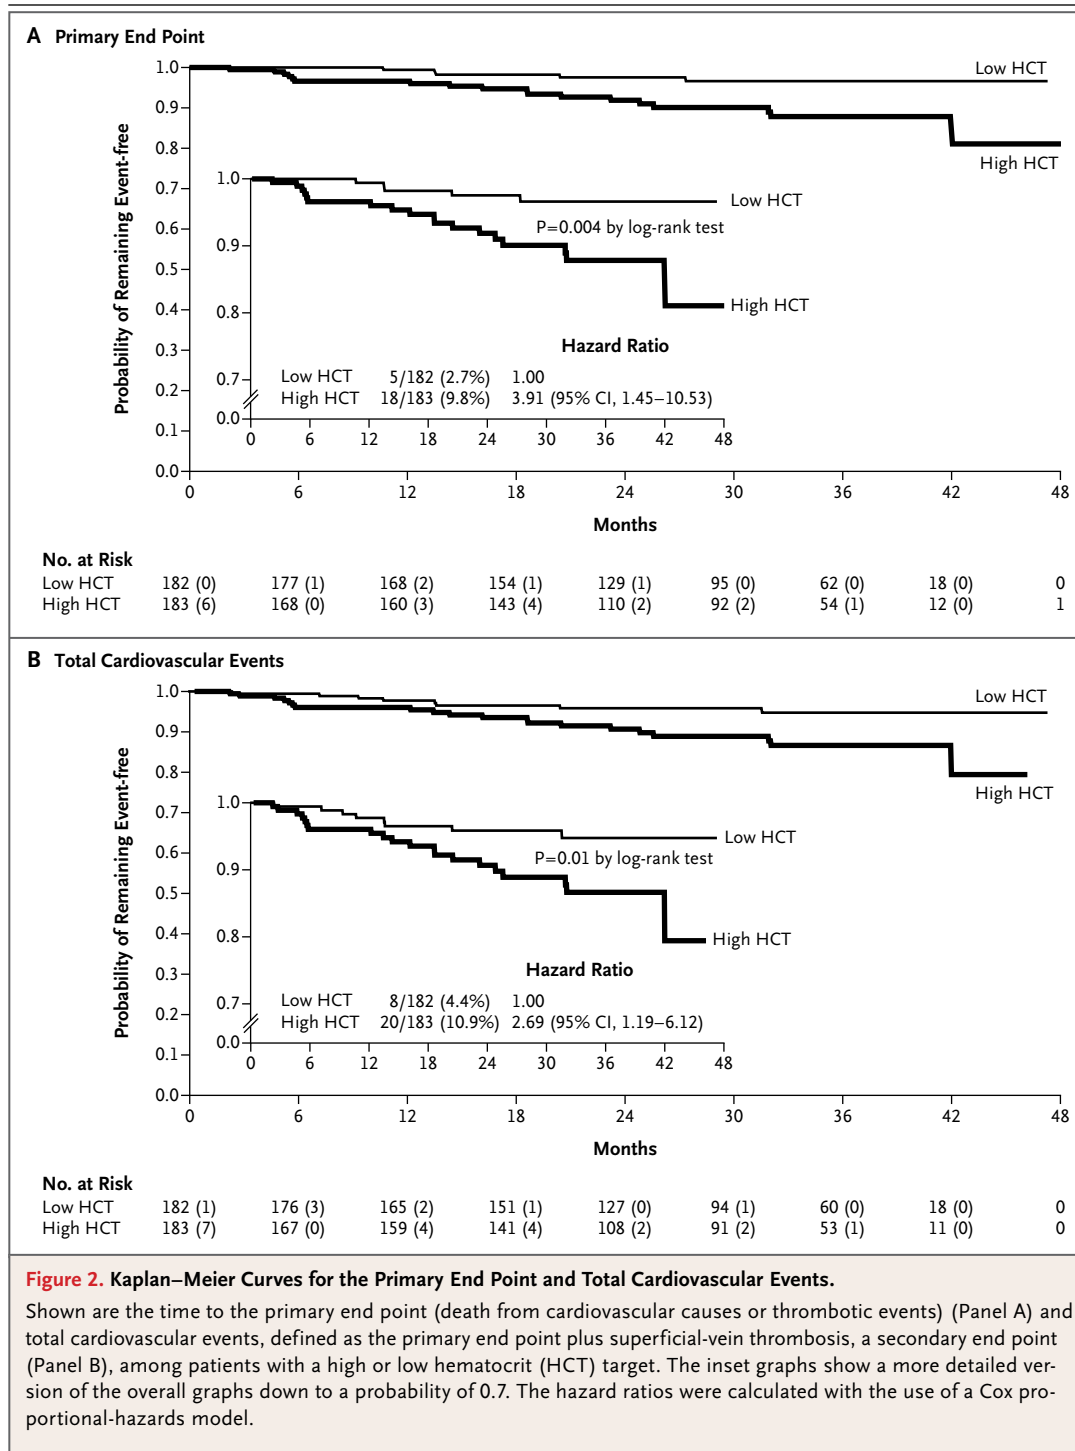 A Primary End Point
1.0
0.9
0.8
0.7
0.6
0.5
0.4
0.3
0.2
0.1
0.0
Probability of Remaining Event-free
Low HCT
High HCT
1.0
0.9
0.8
0.7
0.0
Low HCT
P=0.004 by log-rank test
High HCT
Hazard Ratio
Low HCT 5/182 (2.7%) 1.00
High HCT 18/183 (9.8%) 3.91 (95% CI, 1.45–10.53)
0 6 12 18 24 30 36 42 48
0 6 12 18 24 30 36 42 48
Months
No. at Risk
Low HCT 182 (0) 177 (1) 168 (2) 154 (1) 129 (1) 95 (0) 62 (0) 18 (0) 0
High HCT 183 (6) 168 (0) 160 (3) 143 (4) 110 (2) 92 (2) 54 (1) 12 (0) 1
B Total Cardiovascular Events
1.0
0.9
0.8
0.7
0.6
0.5
0.4
0.3
0.2
0.1
0.0
Probability of Remaining Event-free
Low HCT
High HCT
1.0
0.9
0.8
0.7
0.0
Low HCT
P=0.01 by log-rank test
High HCT
Hazard Ratio
Low HCT 8/182 (4.4%) 1.00
High HCT 20/183 (10.9%) 2.69 (95% CI, 1.19–6.12)
0 6 12 18 24 30 36 42 48
0 6 12 18 24 30 36 42 48
Months
No. at Risk
Low HCT 182 (1) 176 (3) 165 (2) 151 (1) 127 (0) 94 (1) 60 (0) 18 (0) 0
High HCT 183 (7) 167 (0) 159 (4) 141 (4) 108 (2) 91 (2) 53 (1) 11 (0) 0
Figure 2. Kaplan–Meier Curves for the Primary End Point and Total Cardiovascular Events.
Shown are the time to the primary end point (death from cardiovascular causes or thrombotic events) (Panel A) and
total cardiovascular events, defined as the primary end point plus superficial-vein thrombosis, a secondary end point
(Panel B), among patients with a high or low hematocrit (HCT) target. The inset graphs show a more detailed ver-
sion of the overall graphs down to a probability of 0.7. The hazard ratios were calculated with the use of a Cox pro-
portional-hazards model.